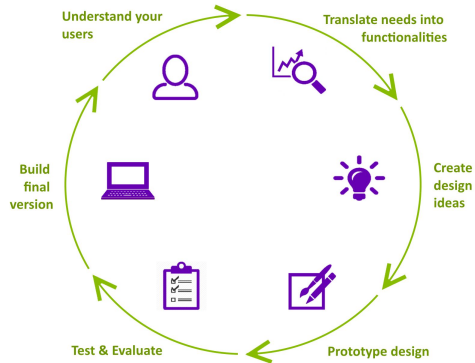 Understand your
users
Translate needs into
functionalities
Create
design
ideas
Prototype design
Test & Evaluate
Build
final
version